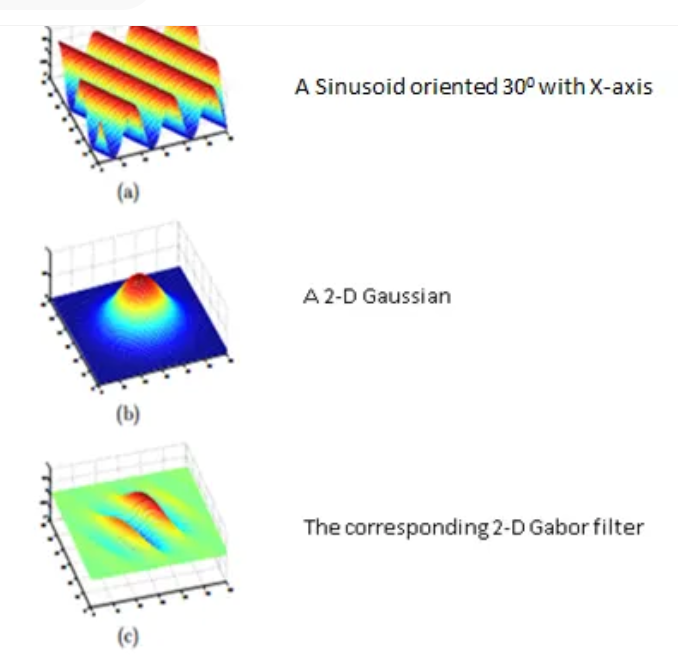 A Sinusoid oriented 30⁰ with X-axis
(a)
A 2-D Gaussian
(b)
The corresponding 2-D Gabor filter
(c)